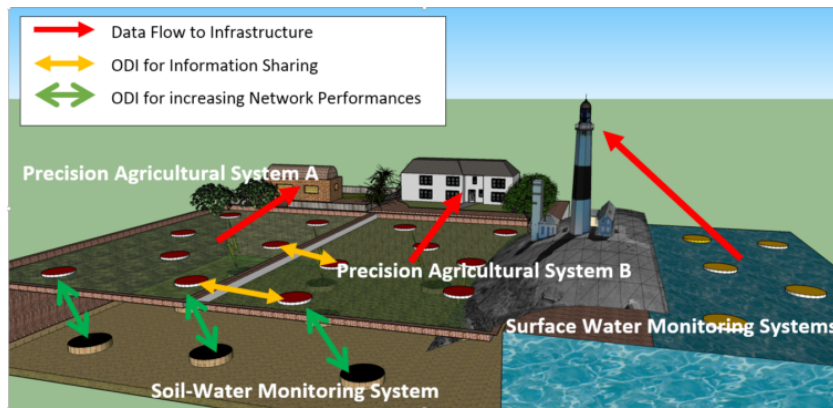 Data Flow to Infrastructure
ODI for Information Sharing
ODI for increasing Network Performances
Precision Agricultural System A
Precision Agricultural System B
Surface Water Monitoring Systems
Soil-Water Monitoring System